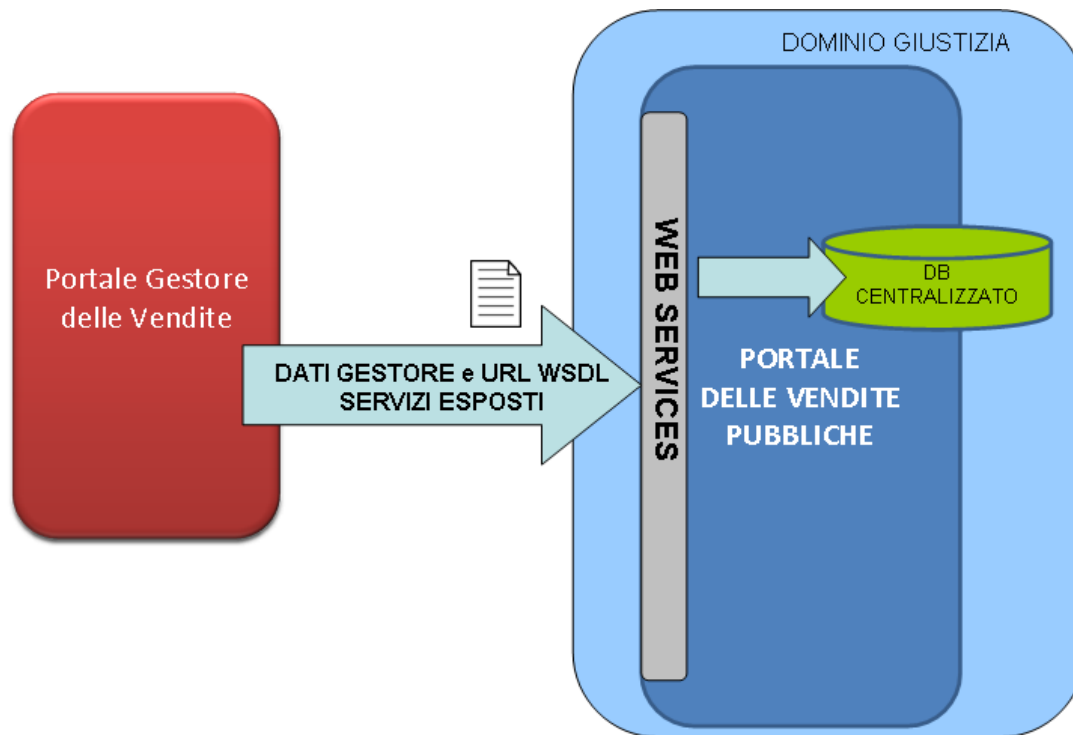 DOMINIO GIUSTIZIA
Portale Gestore
delle Vendite
DATI GESTORE e URL WSDL
SERVIZI ESPOSTI
WEB SERVICES
DB
CENTRALIZZATO
PORTALE
DELLE VENDITE
PUBBLICHE